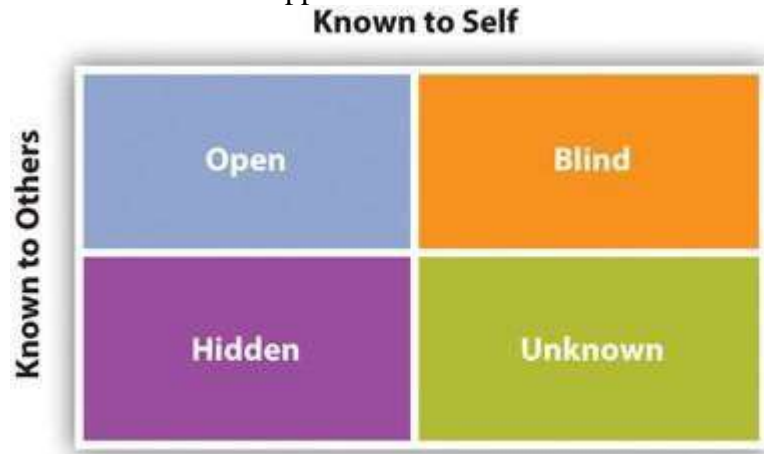 Known to Self
Known to Others
Open
Blind
Hidden
Unknown